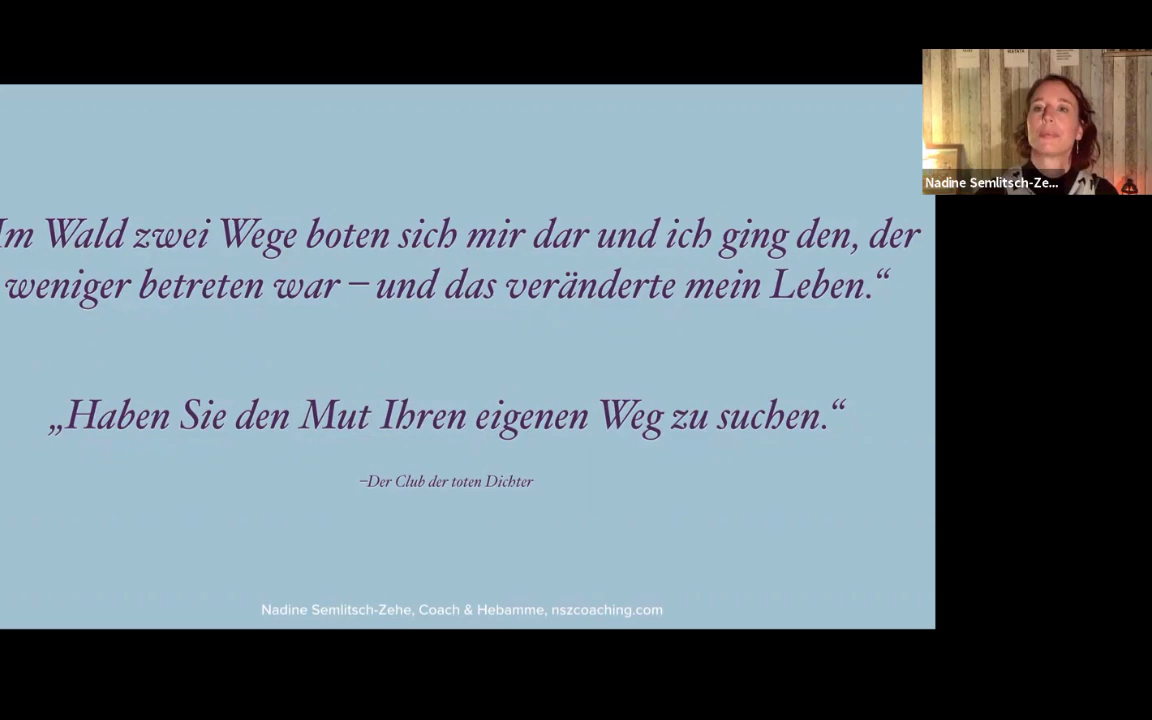 Im Wald zwei Wege boten sich mir dar und ich ging den, der
weniger betreten war – und das veränderte mein Leben.“
„Haben Sie den Mut Ihren eigenen Weg zu suchen.“
–Der Club der toten Dichter
Nadine Semlitsch-Zehe, Coach & Hebamme, nszcoaching.com
Nadine Semlitsch-Ze...